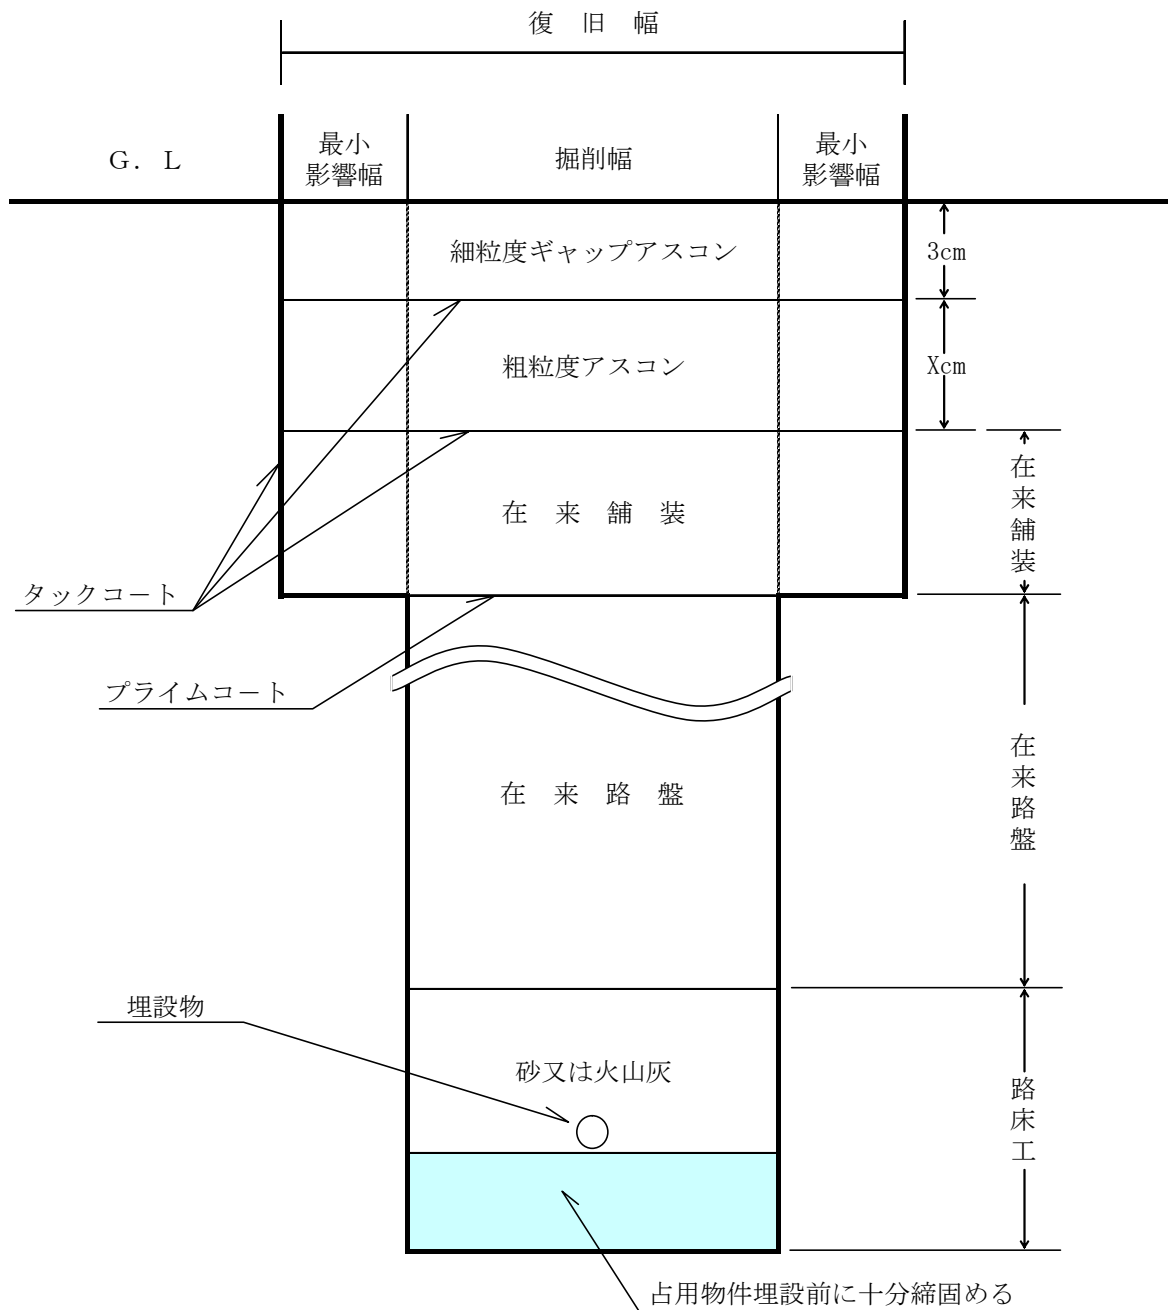 復 旧 幅
G. L
最小
影響幅
掘削幅
最小
影響幅
細粒度ギャップアスコン
3cm
粗粒度アスコン
Xcm
在 来 舗 装
在来舗装
タックコート
プライムコート
在 来 路 盤
在来路盤
埋設物
砂又は火山灰
路床工
占用物件埋設前に十分締固める